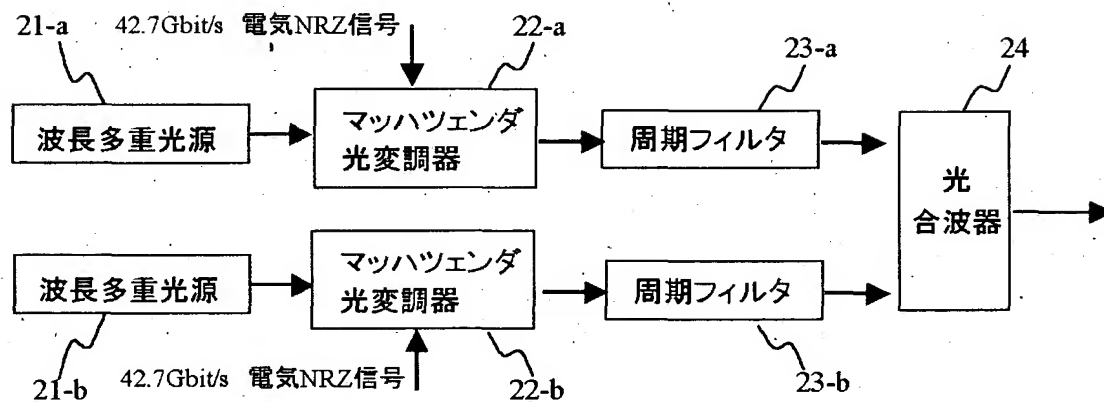 21-a
42.7Gbit/s 電気NRZ信号
22-a
23-a
24
波長多重光源
マッハツェンダ
光変調器
周期フィルタ
光
合波器
波長多重光源
マッハツェンダ
光変調器
周期フィルタ
21-b
42.7Gbit/s 電気NRZ信号
22-b
23-b